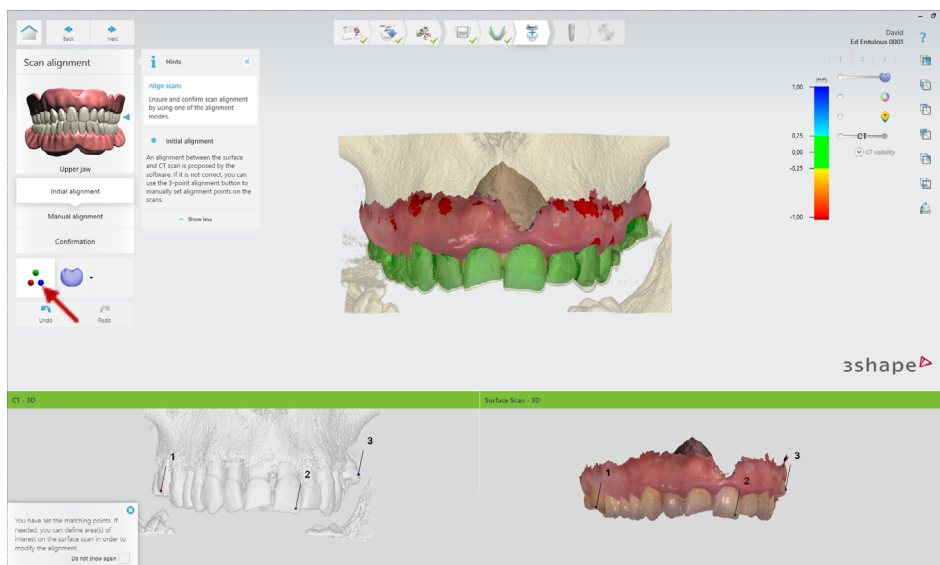 David
Ed Entulous 0001
Back
Next
?
Scan alignment
Upper jaw
Initial alignment
Manual alignment
Confirmation
Undo
Redo
i Hints «
Align scans
Ensure and confirm scan alignment
by using one of the alignment
modes.
Initial alignment
An alignment between the surface
and CT scan is proposed by the
software. If it is not correct, you can
use the 3-point alignment button to
manually set alignment points on the
scans.
Show less
1 2 3
[mm]
1,00
0,25
0,00
-0,25
-1,00
CT
CT visibility
3shape
CT - 3D
Surface Scan - 3D
1
2
3
1
2
3
You have set the matching points. If
needed, you can define area(s) of
interest on the surface scan in order to
modify the alignment.
Do not show again